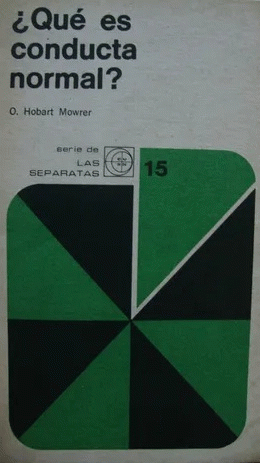 ¿Qué es
conducta
normal?
O. Hobart Mowrer
serie de
LAS
SEPARATAS
15